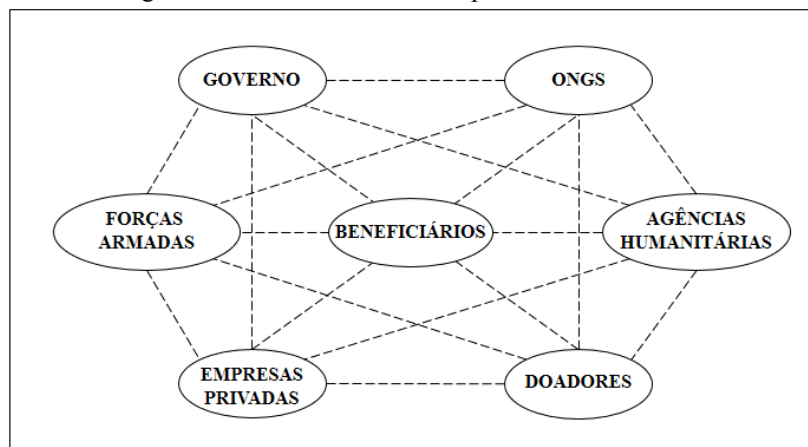 GOVERNO
ONGS
FORÇAS
ARMADAS
BENEFICIÁRIOS
AGÊNCIAS
HUMANITÁRIAS
EMPRESAS
PRIVADAS
DOADORES